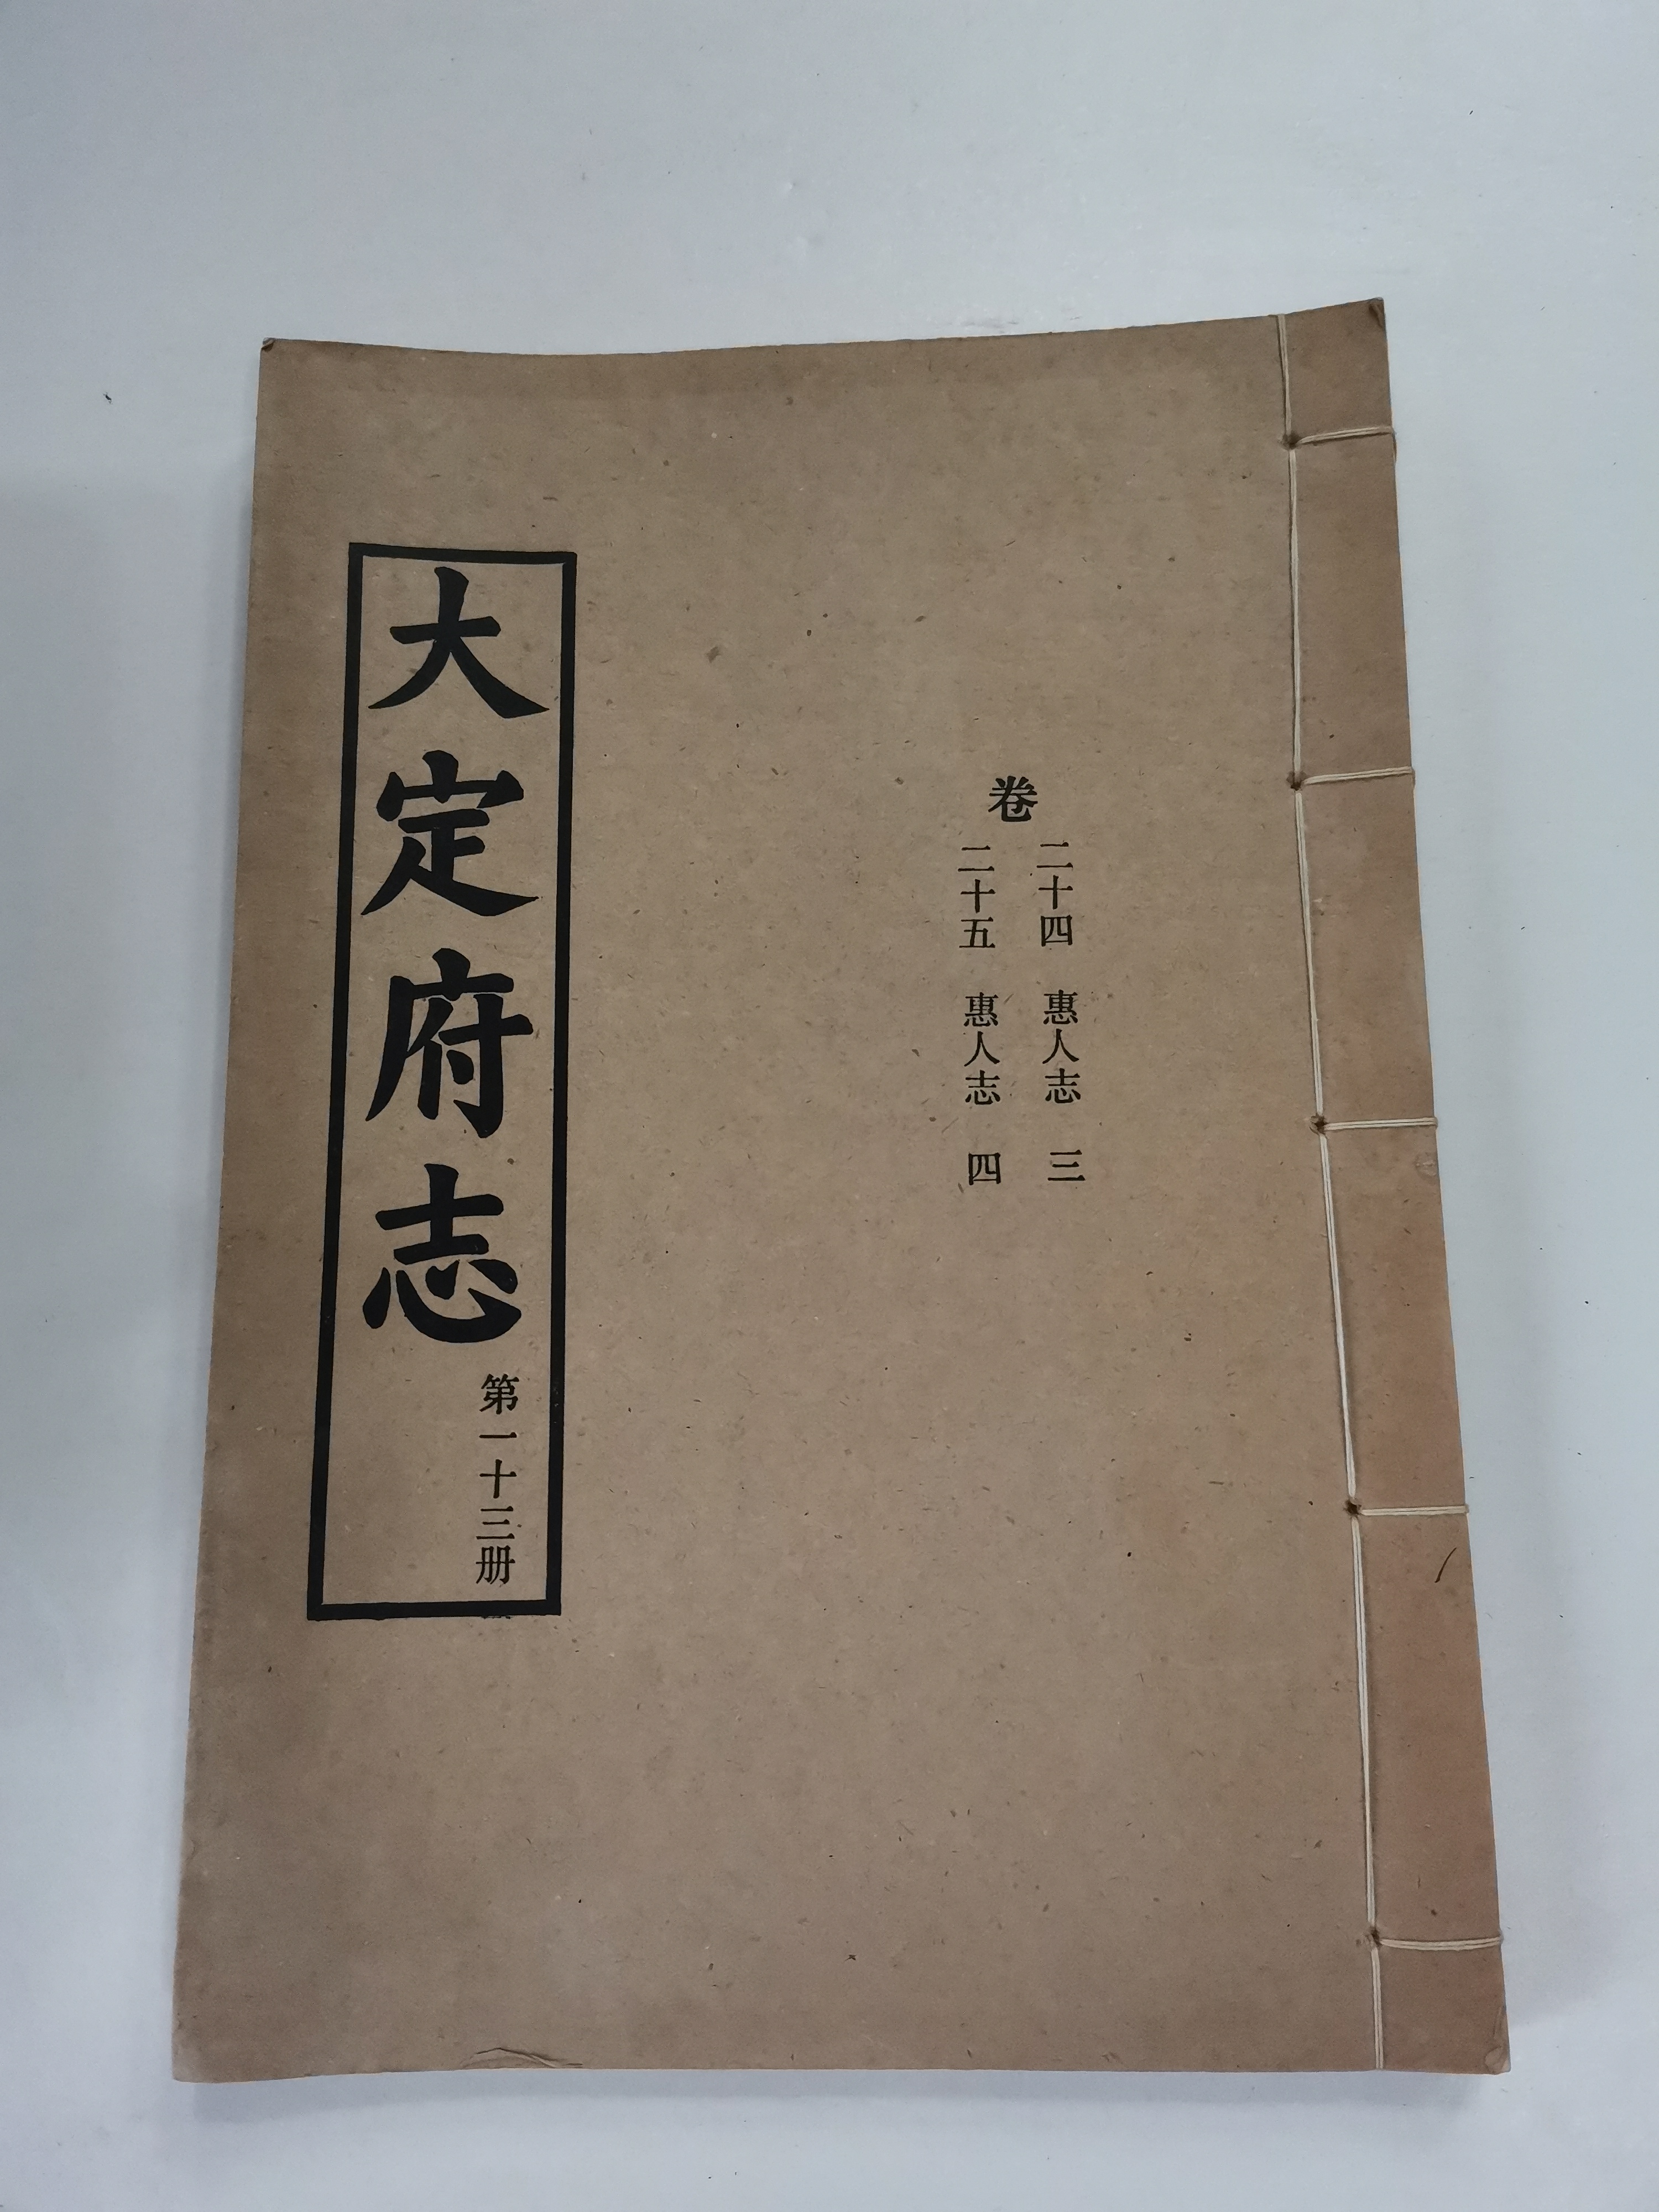 大定府志
第一十三册
卷
二十四 惠人志 三
二十五 惠人志 四